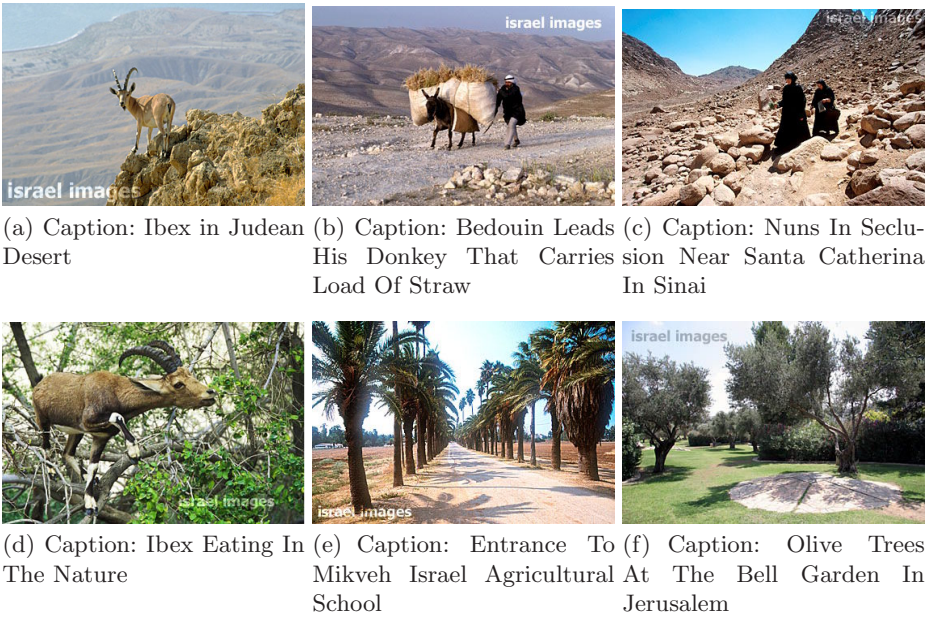 israel images
israel images
israel images
(a) Caption: Ibex in Judean
Desert
(b) Caption: Bedouin Leads
His Donkey That Carries
Load Of Straw
(c) Caption: Nuns In Seclu-
sion Near Santa Catherina
In Sinai
israel images
israel images
israel images
(d) Caption: Ibex Eating In
The Nature
(e) Caption: Entrance To
Mikveh Israel Agricultural
School
(f) Caption: Olive Trees
At The Bell Garden In
Jerusalem